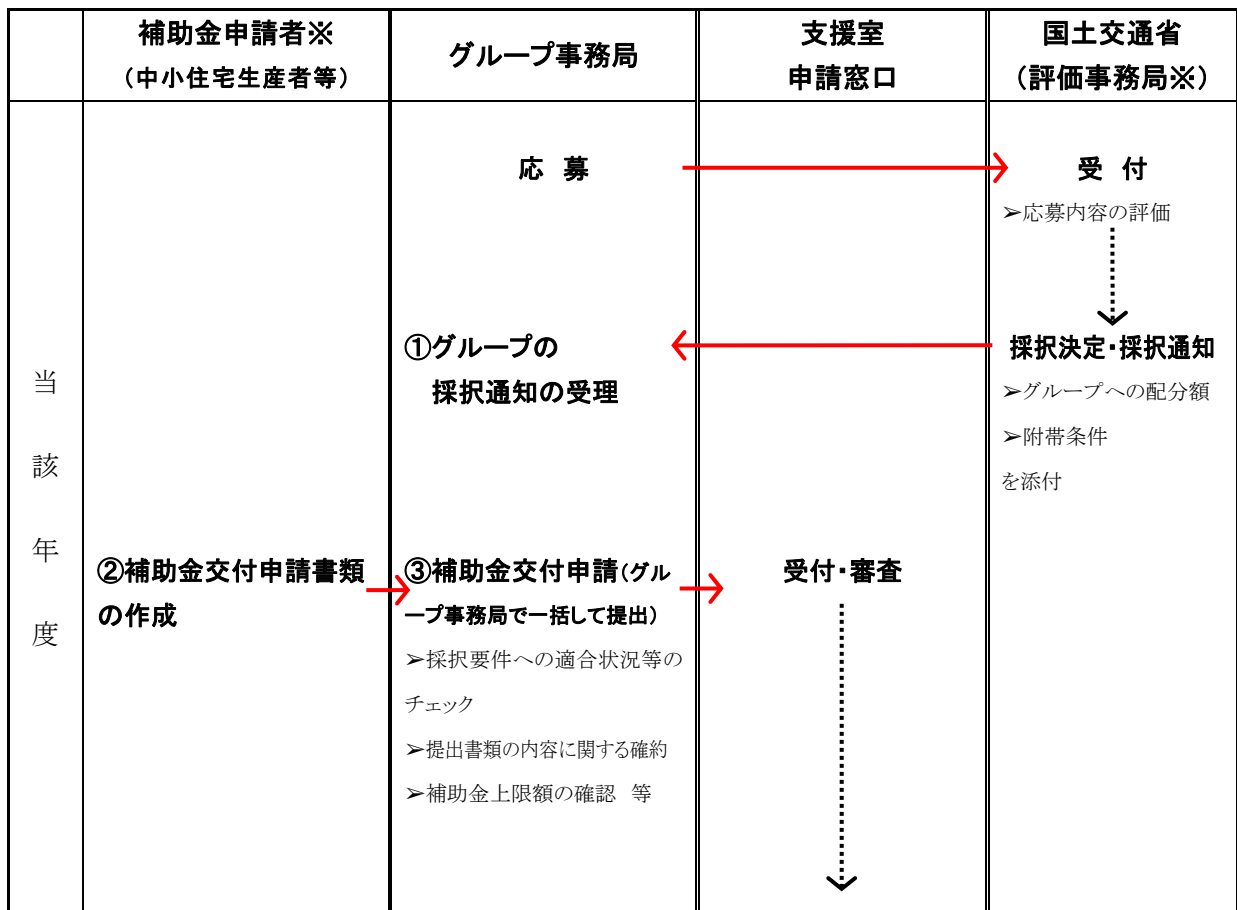 補助金申請者※
(中小住宅生産者等)
グループ事務局
支援室
申請窓口
国土交通省
(評価事務局※)
当
該
年
度
応 募
受 付
➢応募内容の評価
①グループの
採択通知の受理
採択決定・採択通知
➢グループへの配分額
➢附帯条件
を添付
②補助金交付申請書類
の作成
③補助金交付申請(グル
ープ事務局で一括して提出)
➢採択要件への適合状況等の
チェック
➢提出書類の内容に関する確約
➢補助金上限額の確認 等
受付・審査